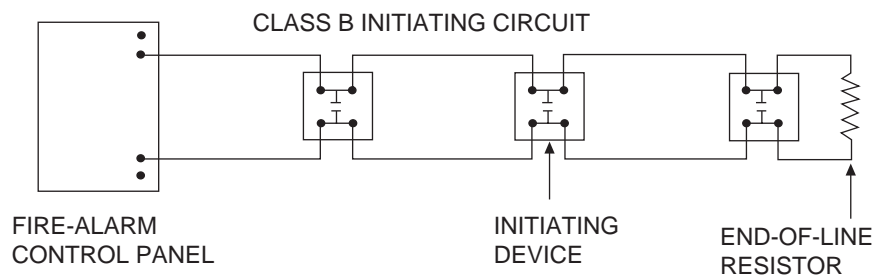 CLASS B INITIATING CIRCUIT
FIRE-ALARM
CONTROL PANEL
INITIATING
DEVICE
END-OF-LINE
RESISTOR